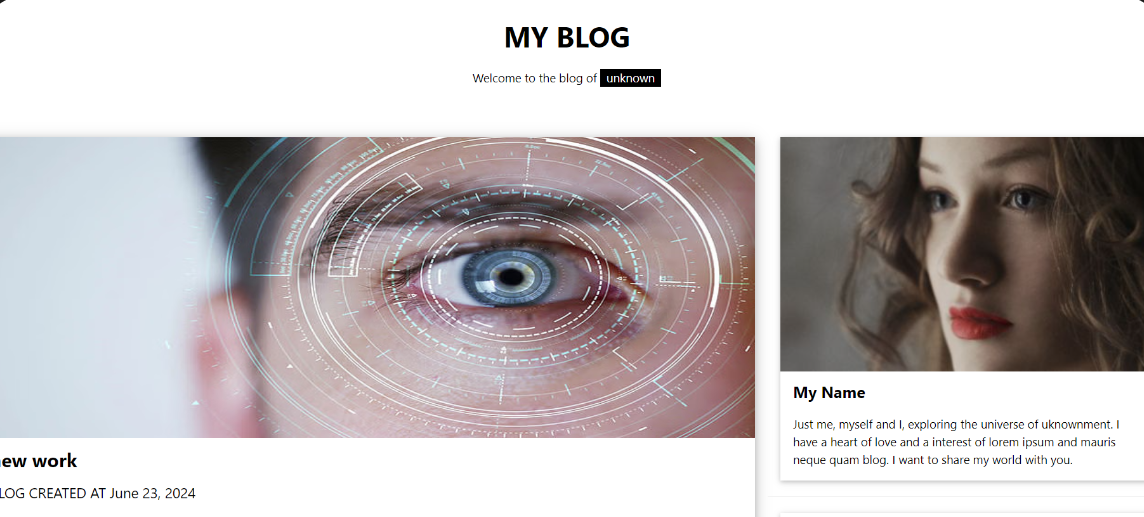 MY BLOG
Welcome to the blog of unknown
ew work
LOG CREATED AT June 23, 2024
My Name
Just me, myself and I, exploring the universe of uknownment. I
have a heart of love and a interest of lorem ipsum and mauris
neque quam blog. I want to share my world with you.